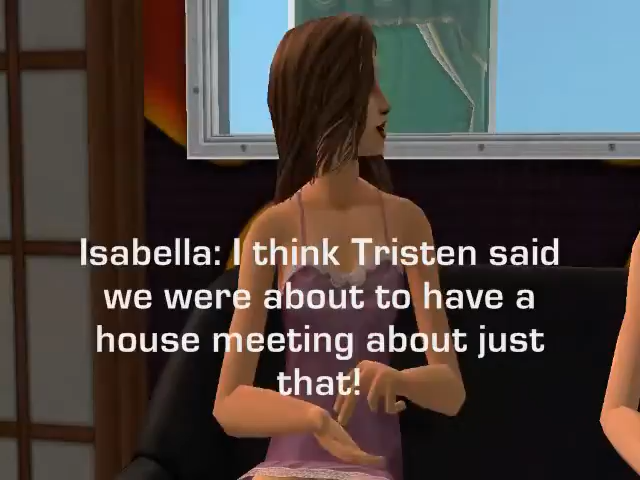 Isabella: I think Tristen said
we were about to have a
house meeting about just
that!